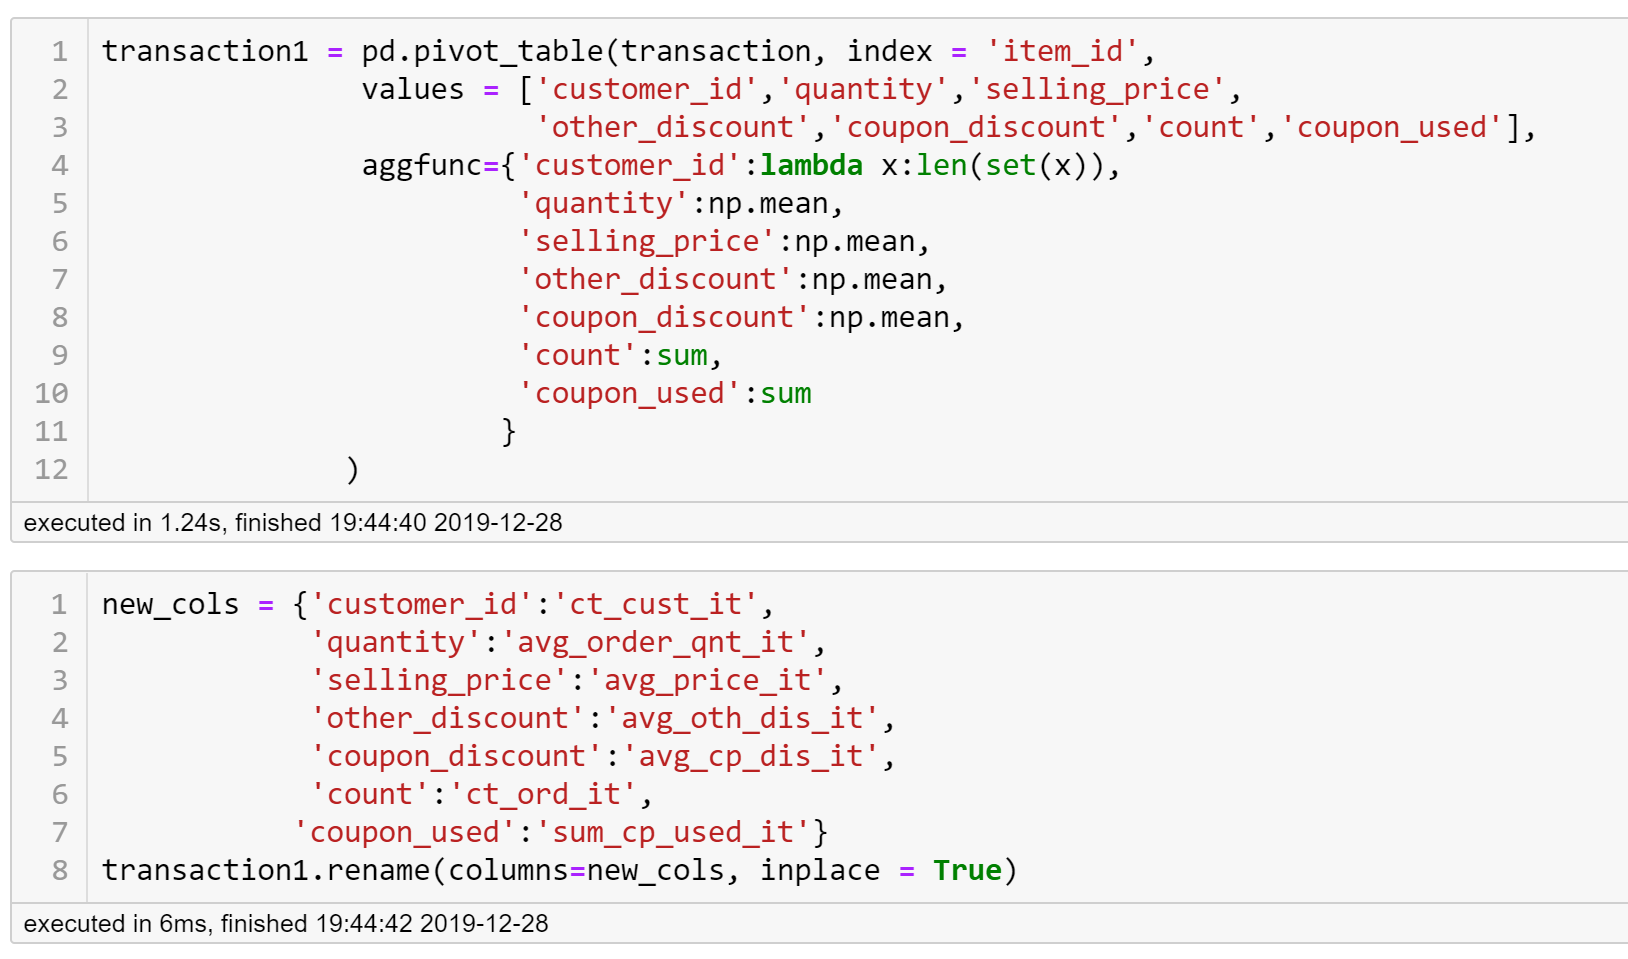 1 transaction1 = pd.pivot_table(transaction, index = 'item_id',
2 values = ['customer_id','quantity','selling_price',
3 'other_discount','coupon_discount','count','coupon_used'],
4 aggfunc={'customer_id':lambda x:len(set(x)),
5 'quantity':np.mean,
6 'selling_price':np.mean,
7 'other_discount':np.mean,
8 'coupon_discount':np.mean,
9 'count':sum,
10 'coupon_used':sum
11 }
12 )
executed in 1.24s, finished 19:44:40 2019-12-28
1 new_cols = {'customer_id':'ct_cust_it',
2 'quantity':'avg_order_qnt_it',
3 'selling_price':'avg_price_it',
4 'other_discount':'avg_oth_dis_it',
5 'coupon_discount':'avg_cp_dis_it',
6 'count':'ct_ord_it',
7 'coupon_used':'sum_cp_used_it'}
8 transaction1.rename(columns=new_cols, inplace = True)
executed in 6ms, finished 19:44:42 2019-12-28